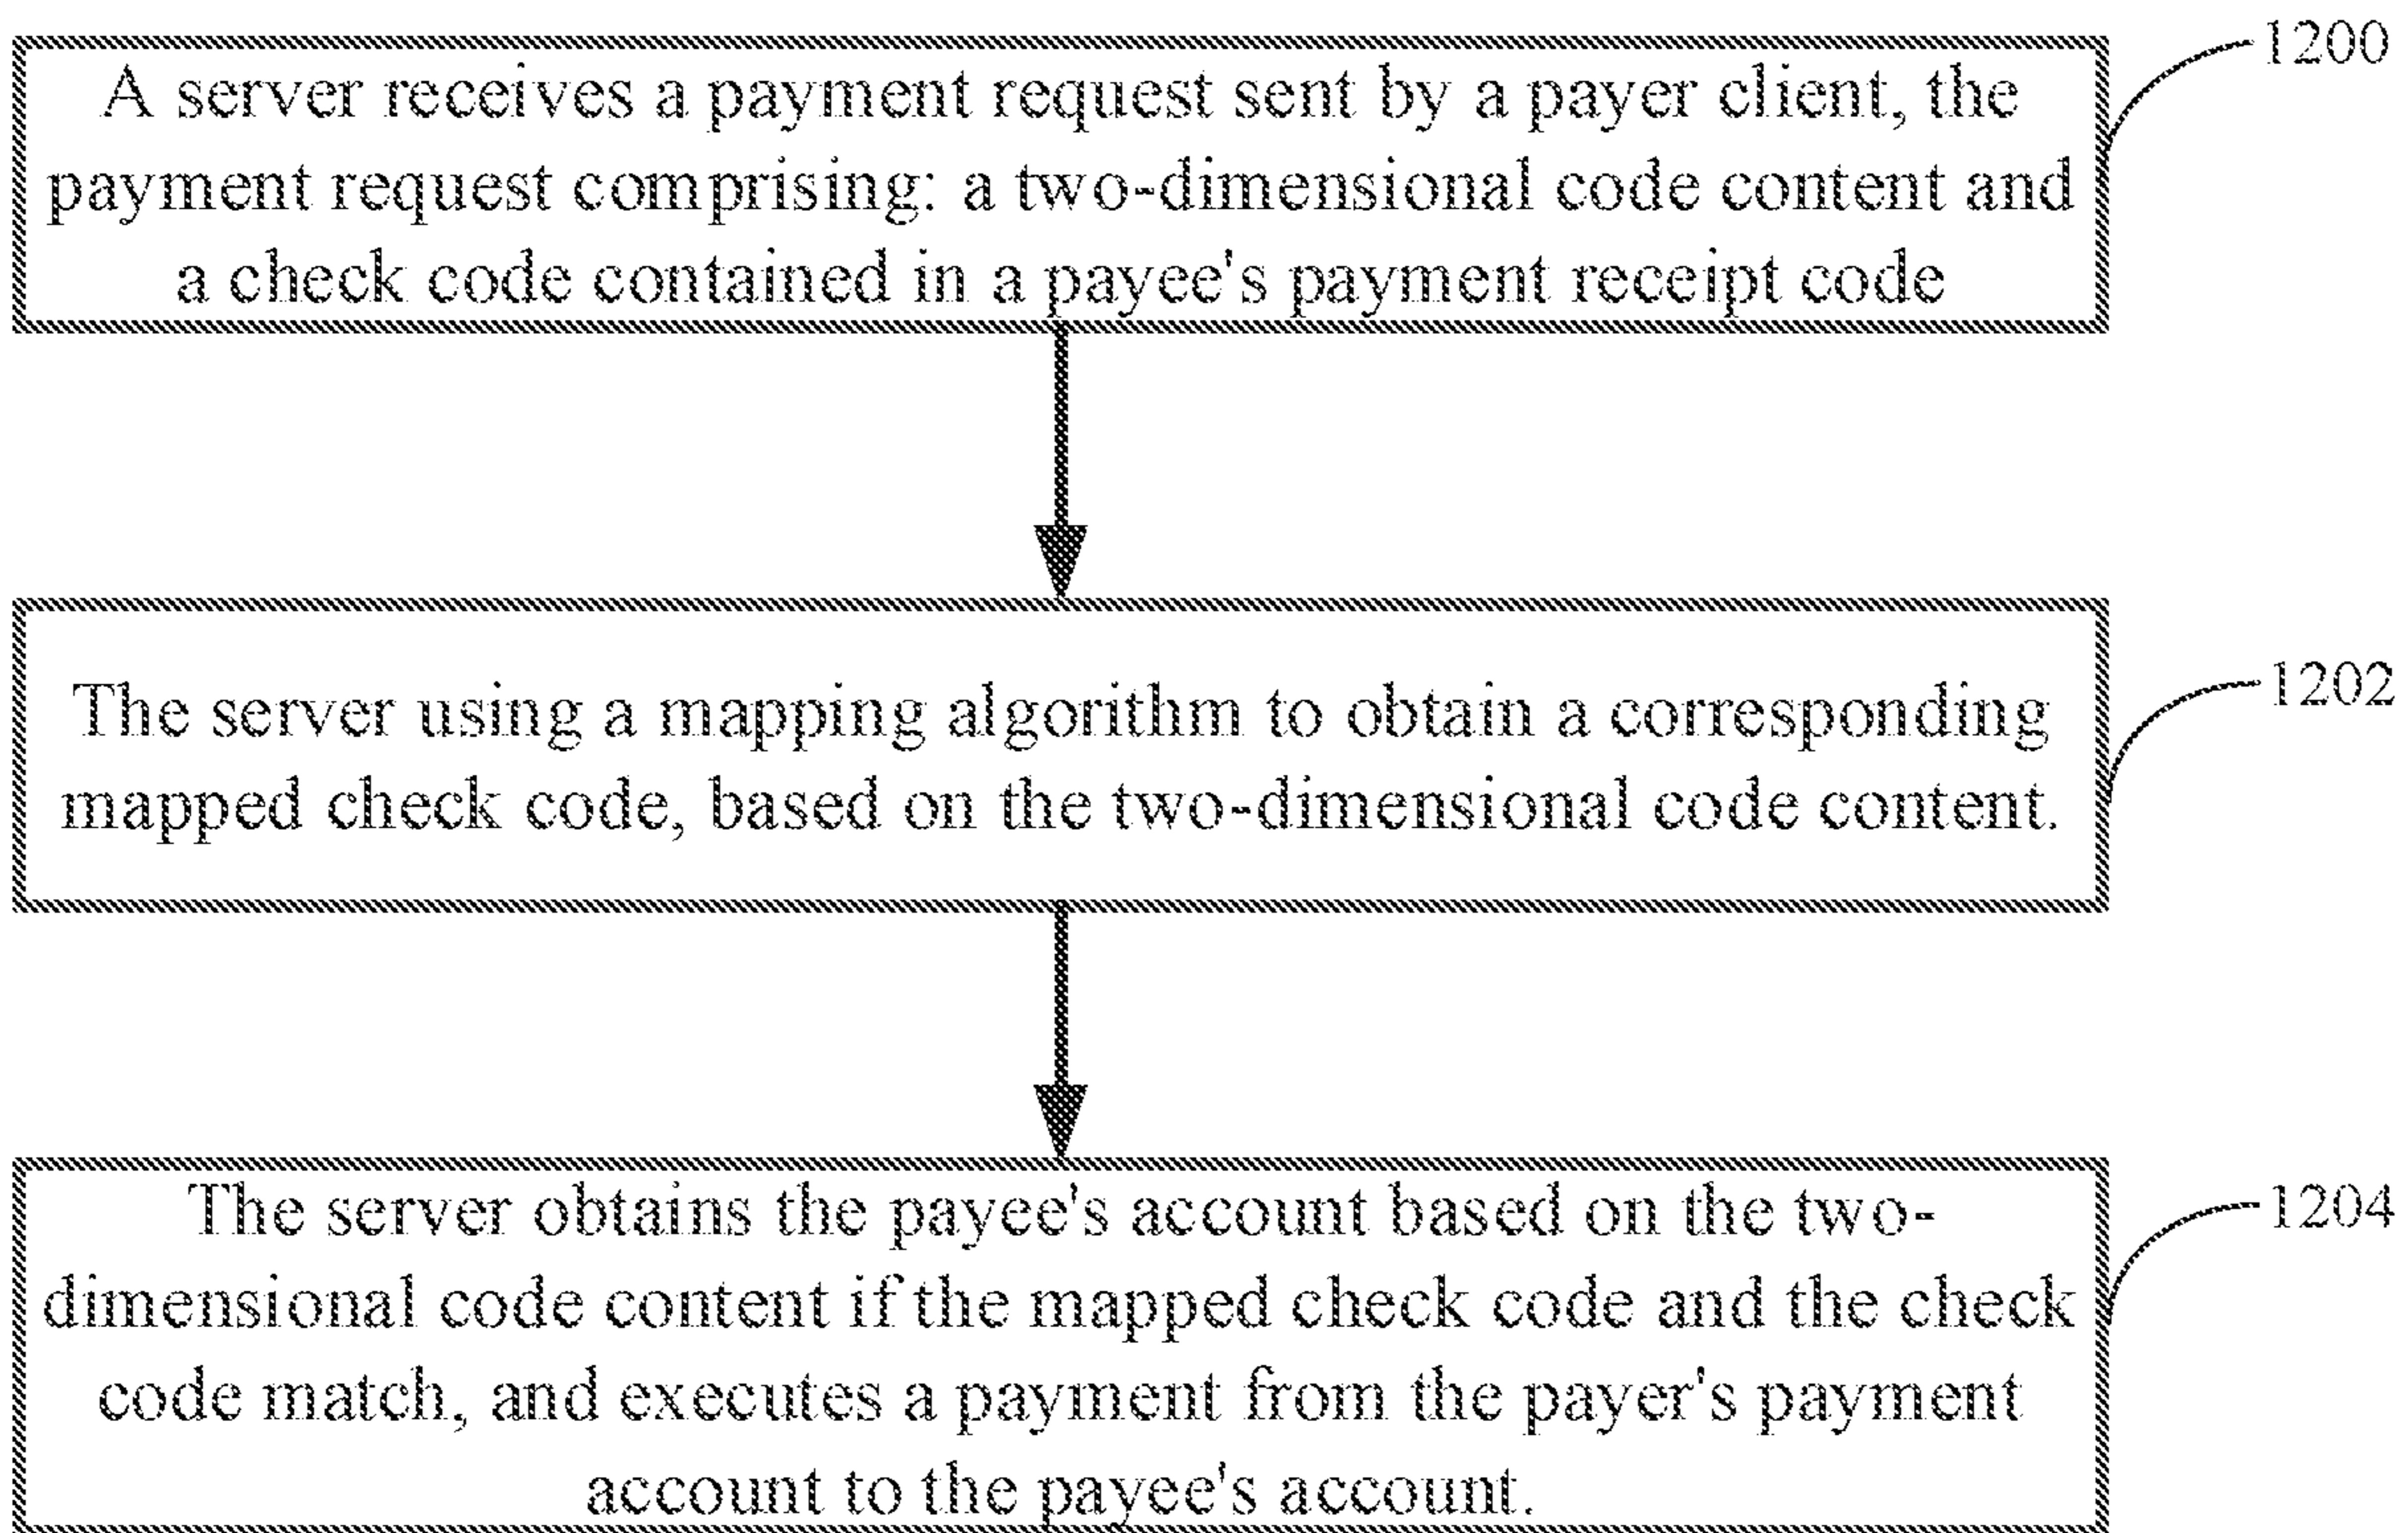 A server receives a payment request sent by a payer client, the
payment request comprising: a two-dimensional code content and
a check code contained in a payee's payment receipt code
1200
The server using a mapping algorithm to obtain a corresponding
mapped check code, based on the two-dimensional code content.
1202
The server obtains the payee's account based on the two-
dimensional code content if the mapped check code and the check
code match, and executes a payment from the payer's payment
account to the payee's account.
1204